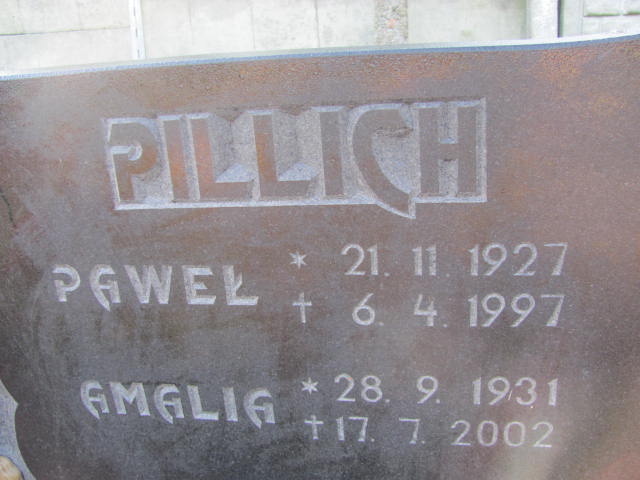 PILLICH
PAWEŁ * 21. 11. 1927
† 6. 4. 1997
AMALIA * 28. 9. 1931
† 17. 7. 2002